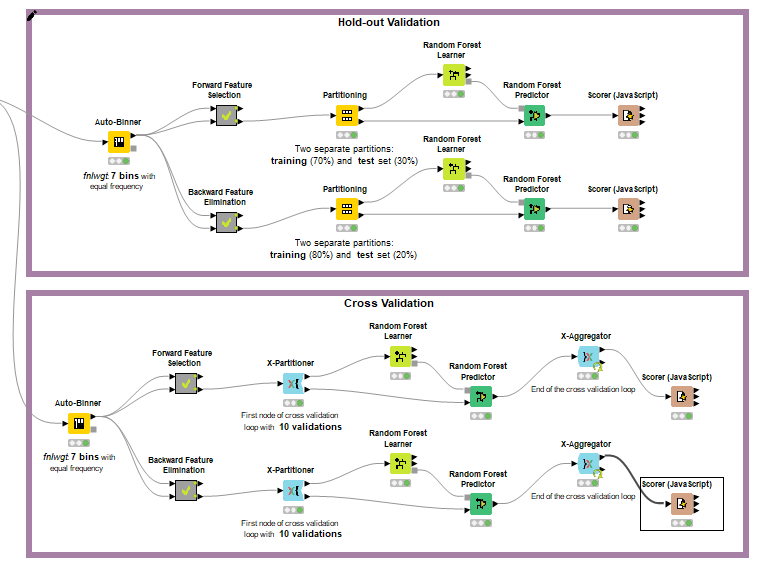 Hold-out Validation
Random Forest
Learner
Forward Feature
Selection
Partitioning
Random Forest
Predictor
Scorer (JavaScript)
Auto-Binner
Two separate partitions:
training (70%) and test set (30%)
fnlwgt: 7 bins with
equal frequency
Random Forest
Learner
Backward Feature
Elimination
Partitioning
Random Forest
Predictor
Scorer (JavaScript)
Two separate partitions:
training (80%) and test set (20%)
Cross Validation
Random Forest
Learner
X-Aggregator
Forward Feature
Selection
X-Partitioner
Random Forest
Predictor
Scorer (JavaScript)
End of the cross validation loop
Auto-Binner
First node of cross validation
loop with 10 validations
fnlwgt: 7 bins with
equal frequency
Random Forest
Learner
X-Aggregator
Backward Feature
Elimination
X-Partitioner
Random Forest
Predictor
Scorer (JavaScript)
End of the cross validation loop
First node of cross validation
loop with 10 validations